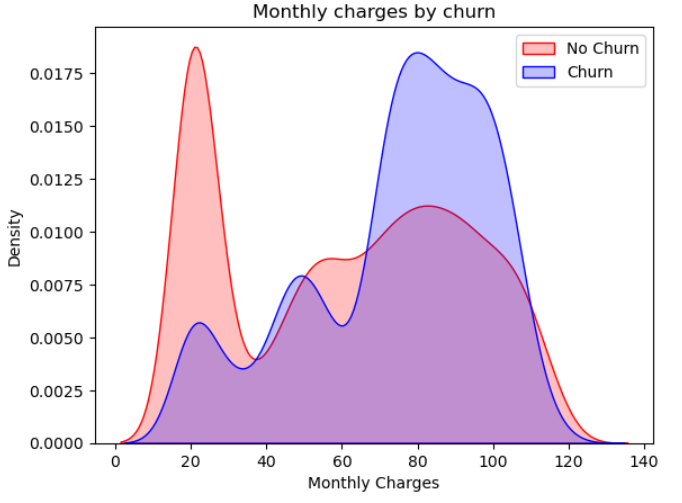 Monthly charges by churn
No Churn
Churn
Density
0.0175
0.0150
0.0125
0.0100
0.0075
0.0050
0.0025
0.0000
0 20 40 60 80 100 120 140
Monthly Charges